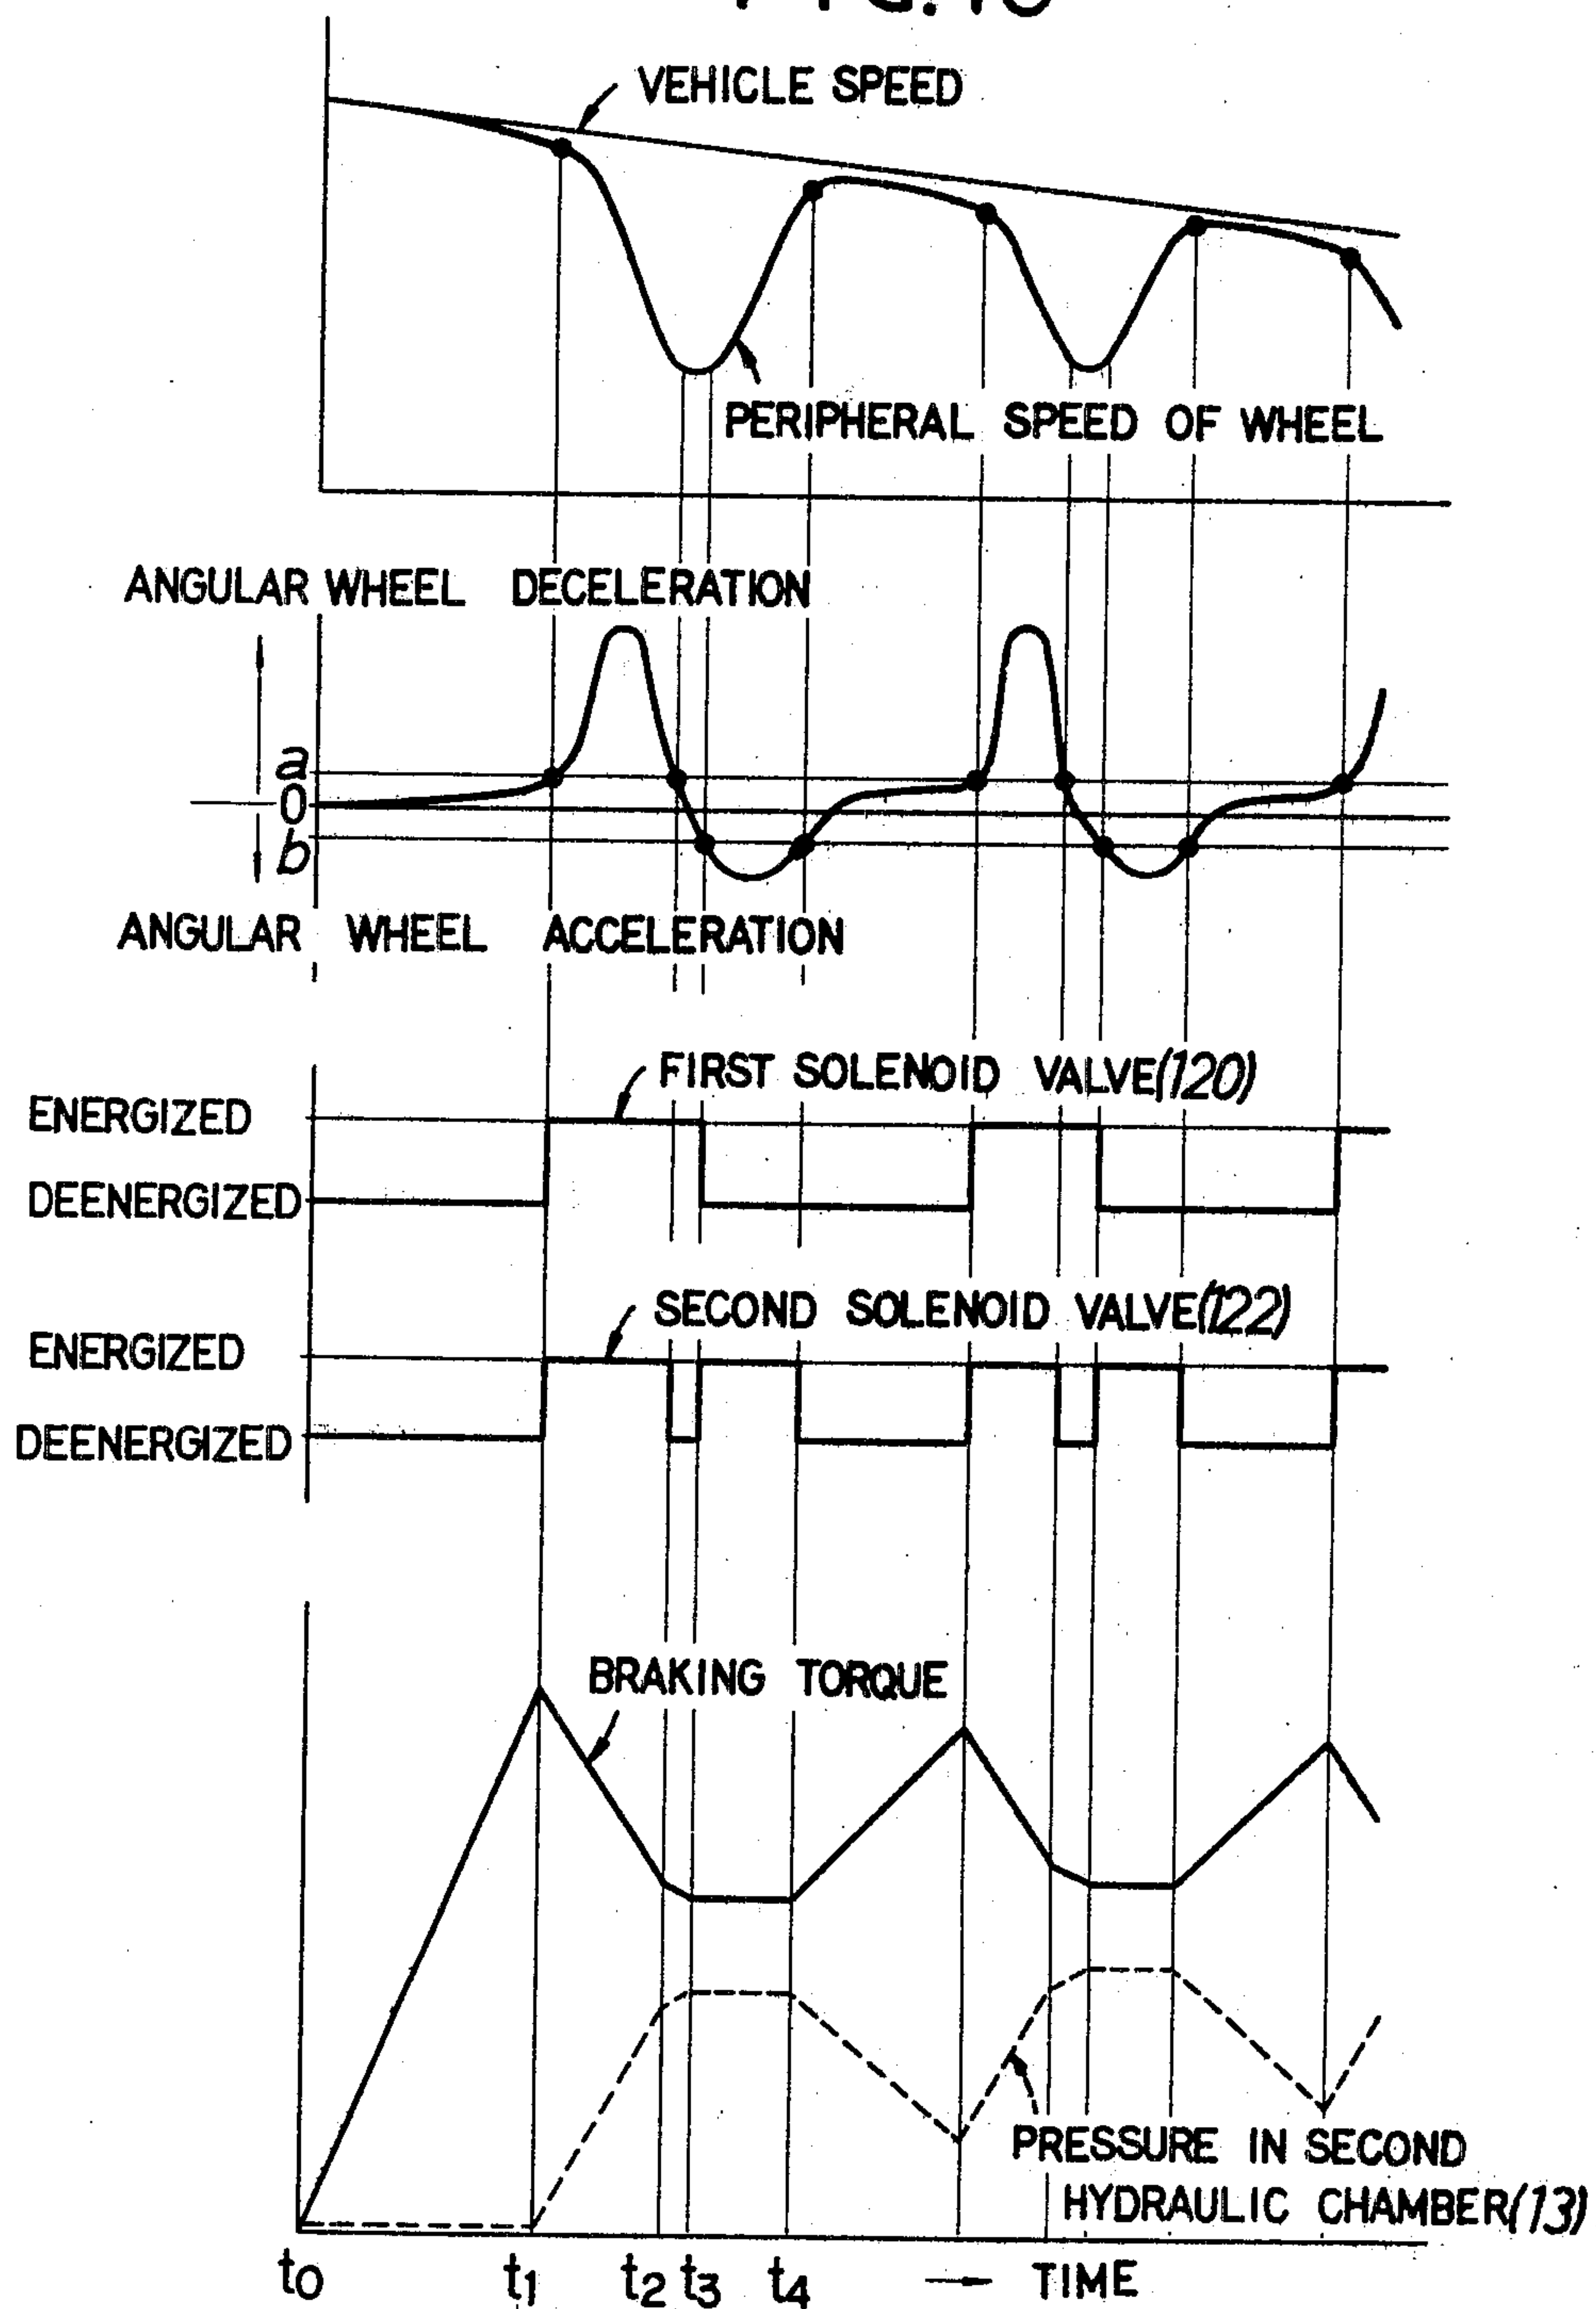 VEHICLE SPEED
PERIPHERAL SPEED OF WHEEL
ANGULAR WHEEL DECELERATION
a
0
b
ANGULAR WHEEL ACCELERATION
FIRST SOLENOID VALVE(120)
ENERGIZED
DEENERGIZED
SECOND SOLENOID VALVE(122)
ENERGIZED
DEENERGIZED
BRAKING TORQUE
PRESSURE IN SECOND
HYDRAULIC CHAMBER(13)
t0 t1 t2 t3 t4 TIME